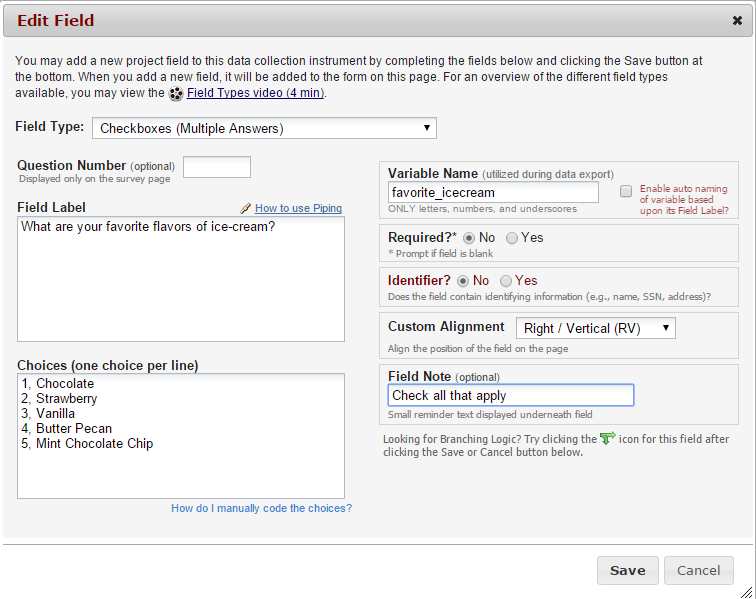 Edit Field
You may add a new project field to this data collection instrument by completing the fields below and clicking the Save button at
the bottom. When you add a new field, it will be added to the form on this page. For an overview of the different field types
available, you may view the Field Types video (4 min).
Field Type: Checkboxes (Multiple Answers)
Question Number (optional)
Displayed only on the survey page
Field Label How to use Piping
What are your favorite flavors of ice-cream?
Choices (one choice per line)
1, Chocolate
2, Strawberry
3, Vanilla
4, Butter Pecan
5, Mint Chocolate Chip
How do I manually code the choices?
Variable Name (utilized during data export)
favorite_icecream
ONLY letters, numbers, and underscores
Enable auto naming
of variable based
upon its Field Label?
Required?* No Yes
* Prompt if field is blank
Identifier? No Yes
Does the field contain identifying information (e.g., name, SSN, address)?
Custom Alignment Right / Vertical (RV)
Align the position of the field on the page
Field Note (optional)
Check all that apply
Small reminder text displayed underneath field
Looking for Branching Logic? Try clicking the icon for this field after
clicking the Save or Cancel button below.
Save Cancel